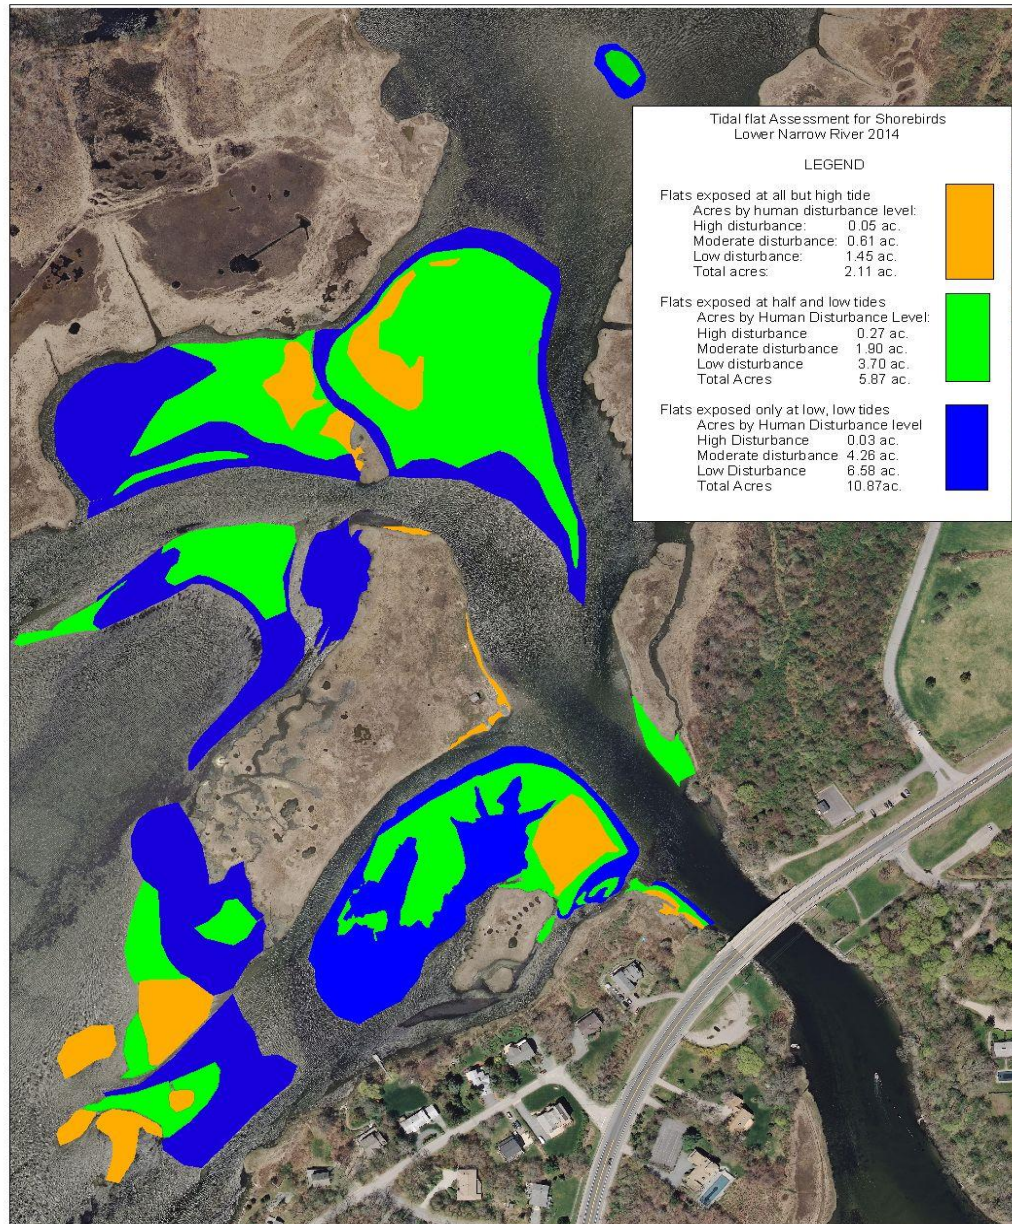 Tidal flat Assessment for Shorebirds
Lower Narrow River 2014
LEGEND
Flats exposed at all but high tide
Acres by human disturbance level:
High disturbance: 0.05 ac.
Moderate disturbance: 0.61 ac.
Low disturbance: 1.45 ac.
Total acres: 2.11 ac.
Flats exposed at half and low tides
Acres by Human Disturbance Level:
High disturbance 0.27 ac.
Moderate disturbance 1.90 ac.
Low disturbance 3.70 ac.
Total Acres 5.87 ac.
Flats exposed only at low, low tides
Acres by Human Disturbance level
High Disturbance 0.03 ac.
Moderate disturbance 4.26 ac.
Low Disturbance 6.58 ac.
Total Acres 10.87ac.